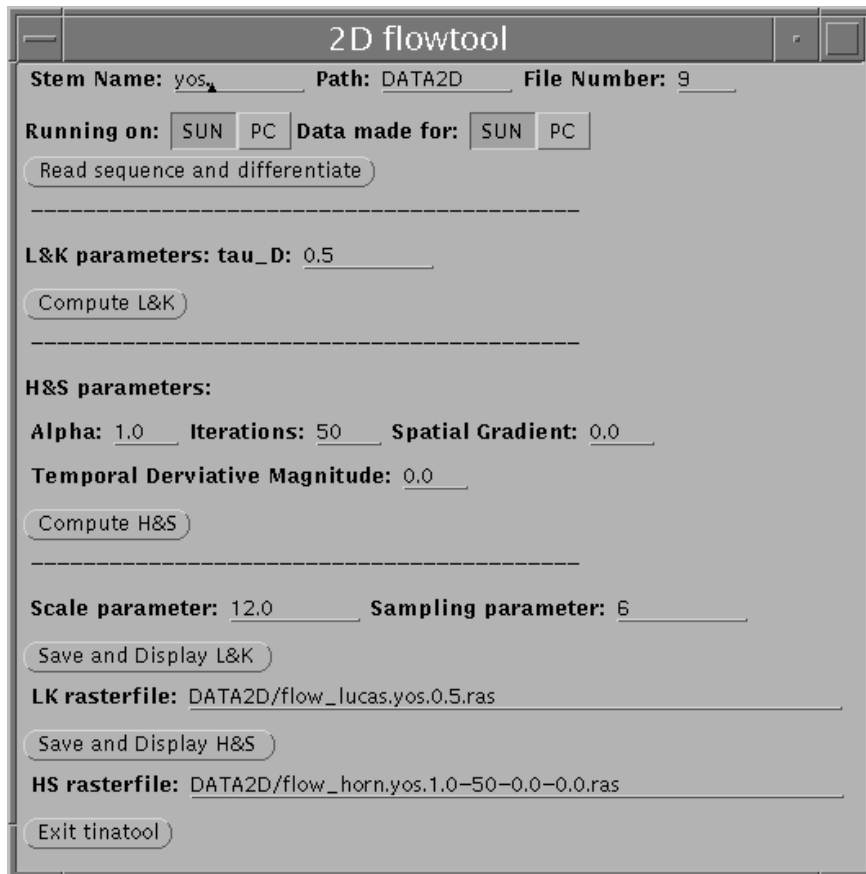 2D flowtool
Stem Name: yos. Path: DATA2D File Number: 9
Running on: SUN PC Data made for: SUN PC
Read sequence and differentiate
------------------------------------------
L&K parameters: tau_D: 0.5
Compute L&K
------------------------------------------
H&S parameters:
Alpha: 1.0 Iterations: 50 Spatial Gradient: 0.0
Temporal Derviative Magnitude: 0.0
Compute H&S
------------------------------------------
Scale parameter: 12.0 Sampling parameter: 6
Save and Display L&K
LK rasterfile: DATA2D/flow_lucas.yos.0.5.ras
Save and Display H&S
HS rasterfile: DATA2D/flow_horn.yos.1.0-50-0.0-0.0.ras
Exit tinatool